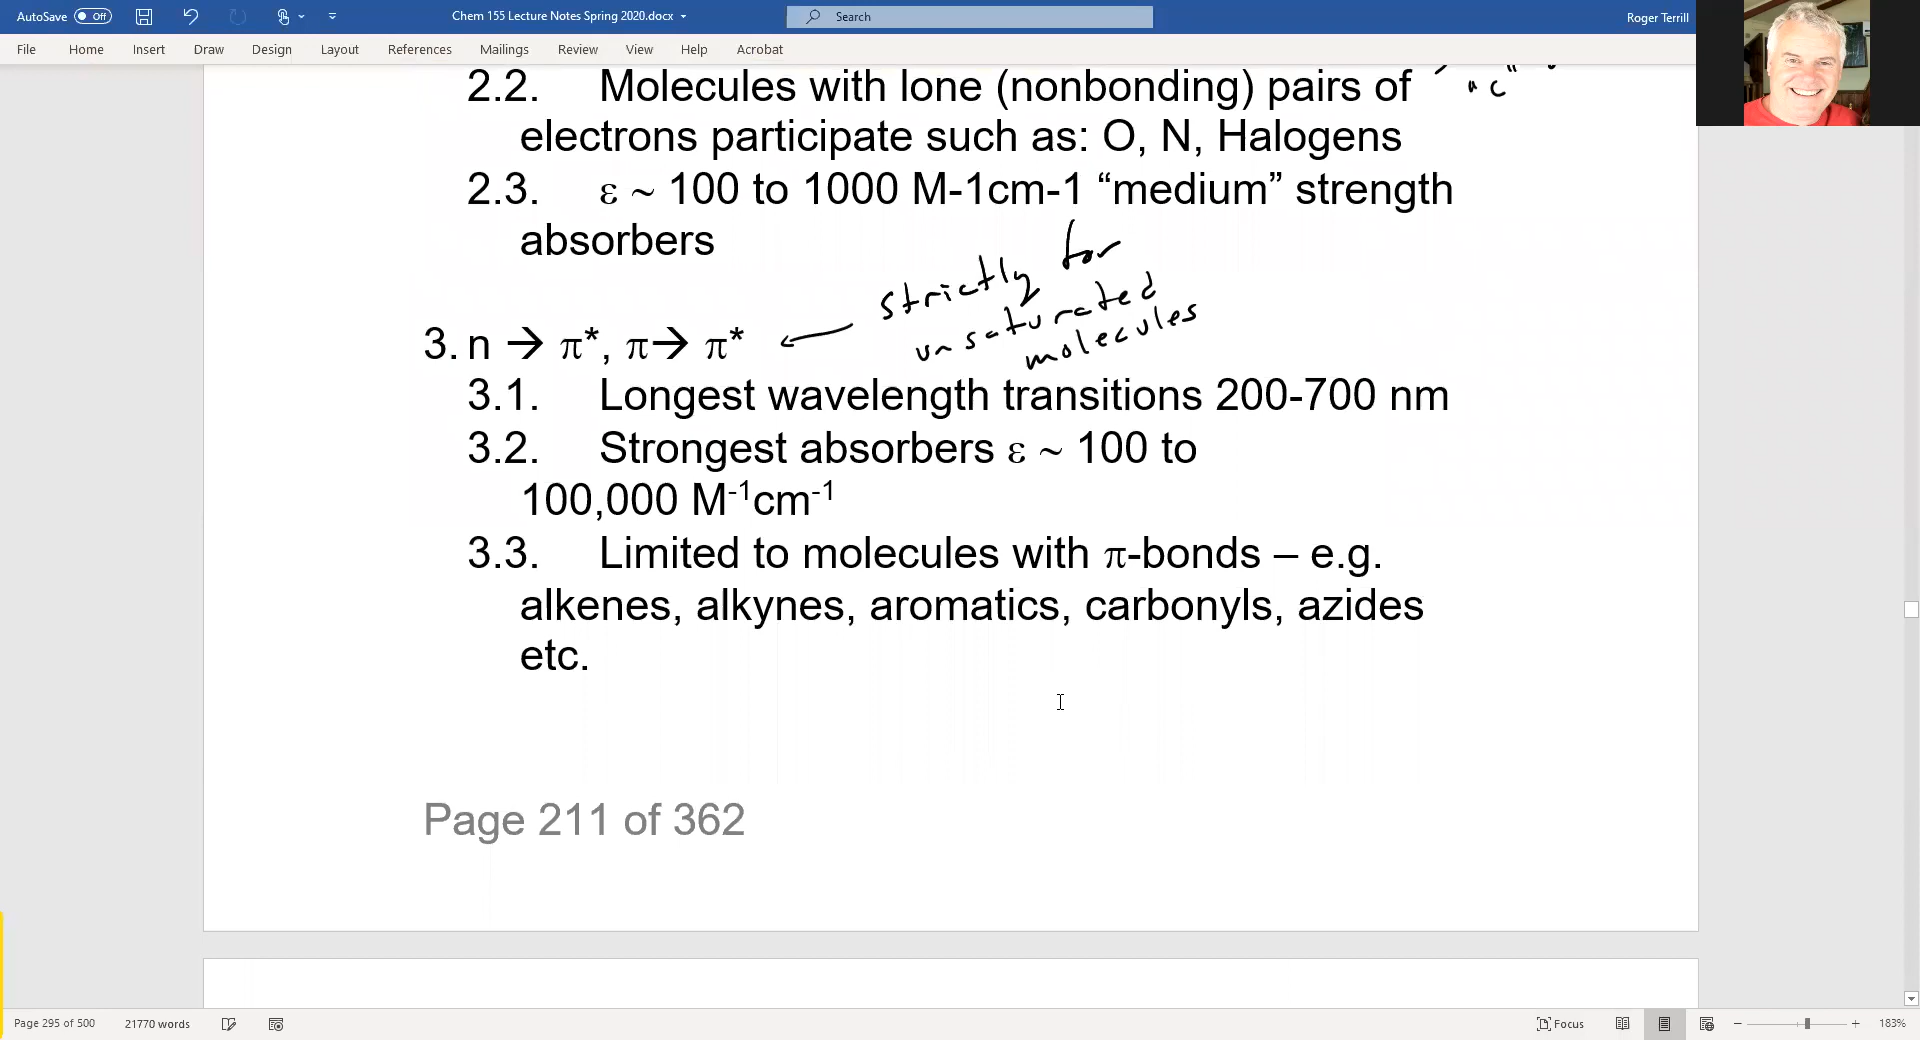 AutoSave Off
Chem 155 Lecture Notes Spring 2020.docx
Search
Roger Terrill
File Home Insert Draw Design Layout References Mailings Review View Help Acrobat
2.2. Molecules with lone (nonbonding) pairs of
"c"
electrons participate such as: O, N, Halogens
2.3. ε ~ 100 to 1000 M-1cm-1 “medium” strength
absorbers
strictly for
unsaturated
molecules
3. n → π*, π→ π*
3.1. Longest wavelength transitions 200-700 nm
3.2. Strongest absorbers ε ~ 100 to
100,000 M⁻¹cm⁻¹
3.3. Limited to molecules with π-bonds – e.g.
alkenes, alkynes, aromatics, carbonyls, azides
etc.
Page 211 of 362
Page 295 of 500 21770 words Focus 183%